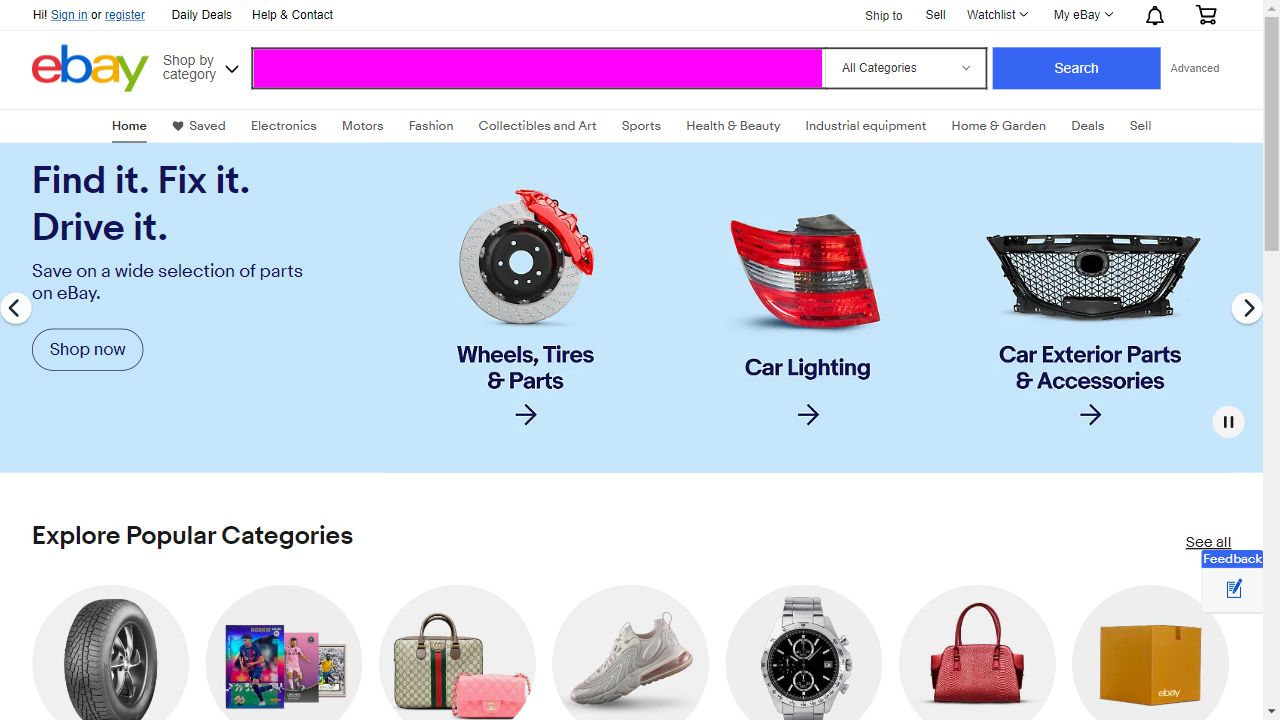 Hi! Sign in or register
Daily Deals
Help & Contact
Ship to
Sell
Watchlist
My eBay
ebay
Shop by
category
All Categories
Search
Advanced
Home
Saved
Electronics
Motors
Fashion
Collectibles and Art
Sports
Health & Beauty
Industrial equipment
Home & Garden
Deals
Sell
Find it. Fix it.
Drive it.
Save on a wide selection of parts
on eBay.
Shop now
Wheels, Tires
& Parts
Car Lighting
Car Exterior Parts
& Accessories
Explore Popular Categories
See all
Feedback
ebay